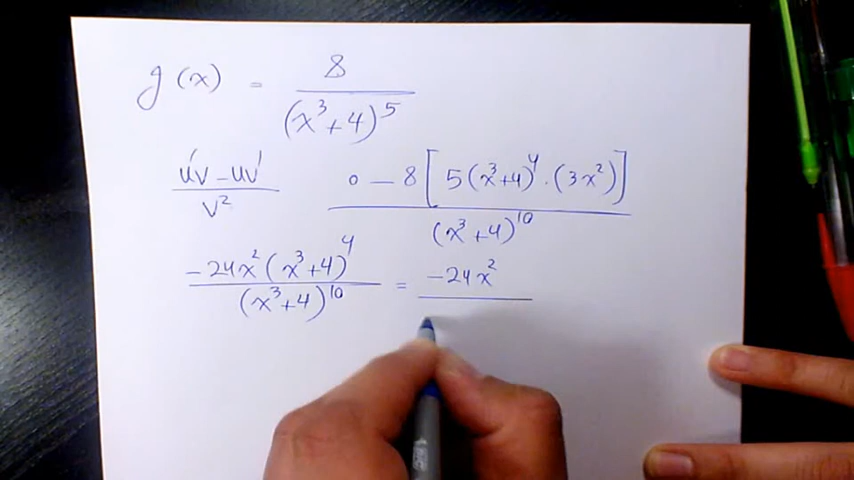 g(x) = 8 / (x³+4)⁵
u'v - uv' / v²   0 - 8[5(x³+4)⁴ · (3x²)] / (x³+4)¹⁰
-24x²(x³+4)⁴ / (x³+4)¹⁰ = -24x² /
BIC